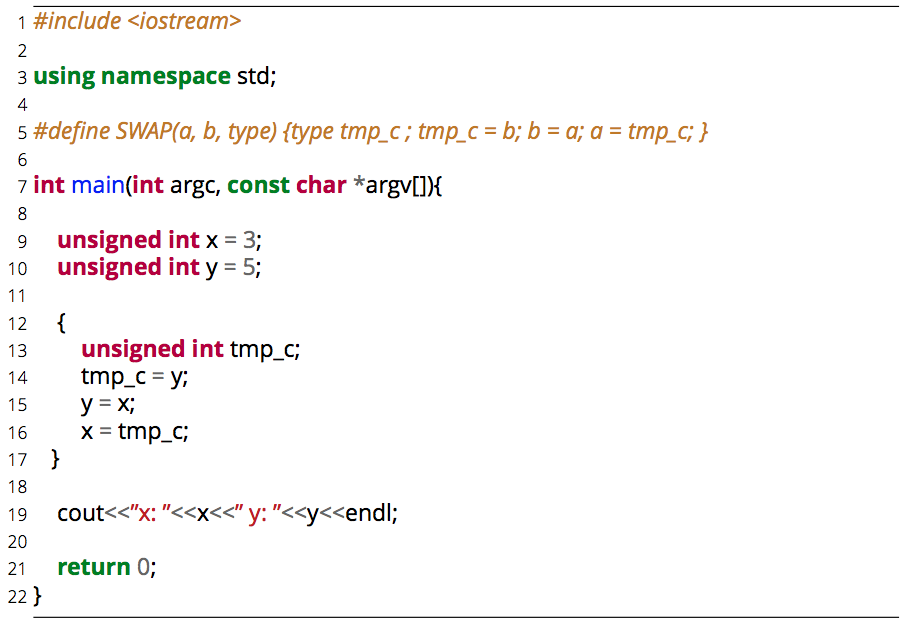 1 #include <iostream>
2
3 using namespace std;
4
5 #define SWAP(a, b, type) {type tmp_c ; tmp_c = b; b = a; a = tmp_c; }
6
7 int main(int argc, const char *argv[]){
8
9 unsigned int x = 3;
10 unsigned int y = 5;
11
12 {
13 unsigned int tmp_c;
14 tmp_c = y;
15 y = x;
16 x = tmp_c;
17 }
18
19 cout<<”x: ”<<x<<” y: ”<<y<<endl;
20
21 return 0;
22 }